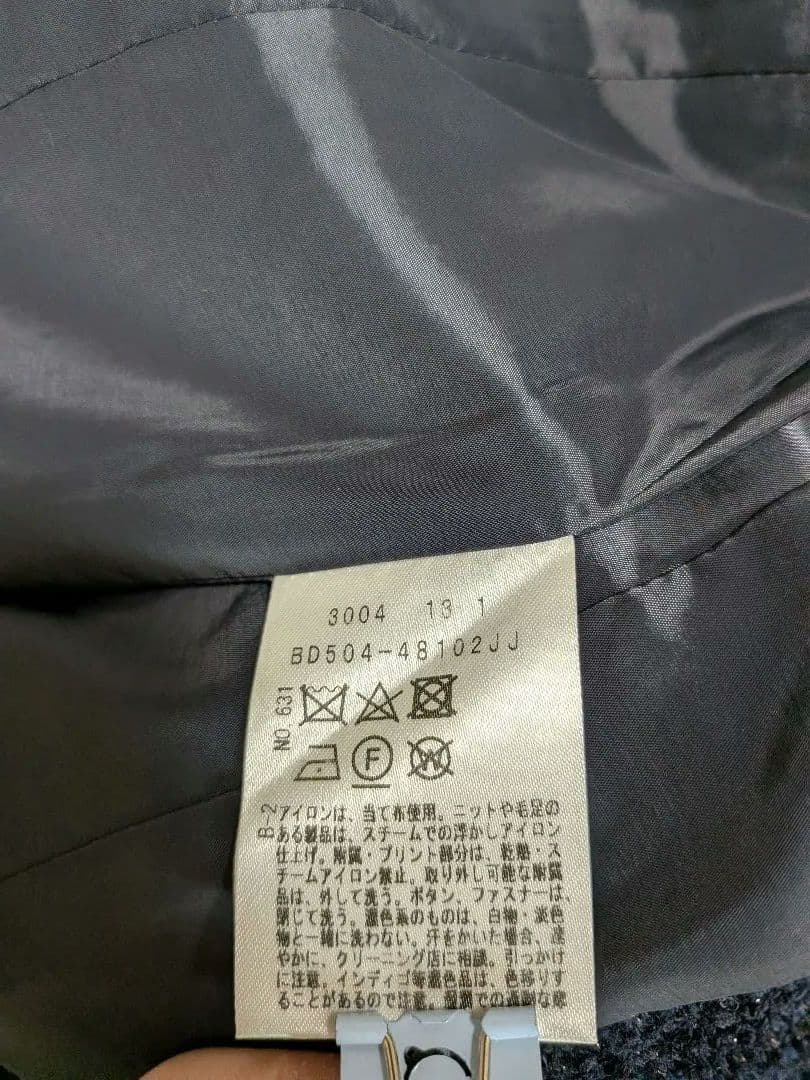 3004 13 1
BD504-48102JJ
NO 631
F
W
B-2
アイロンは、当て布使用。ニットや毛足の
ある製品は、スチームでの浮かしアイロン
仕上げ。附属・プリント部分は、乾熱・ス
チームアイロン禁止。取り外し可能な附属
品は、外して洗う。ボタン、ファスナーは、
閉じて洗う。濃色系のものは、白物・淡色
物と一緒に洗わない。汗をかいた場合、速
やかに、クリーニング店に相談。引っかけ
に注意。インディゴ等濃色品は、色移りす
ることがあるので注意。湿潤での過剰な摩